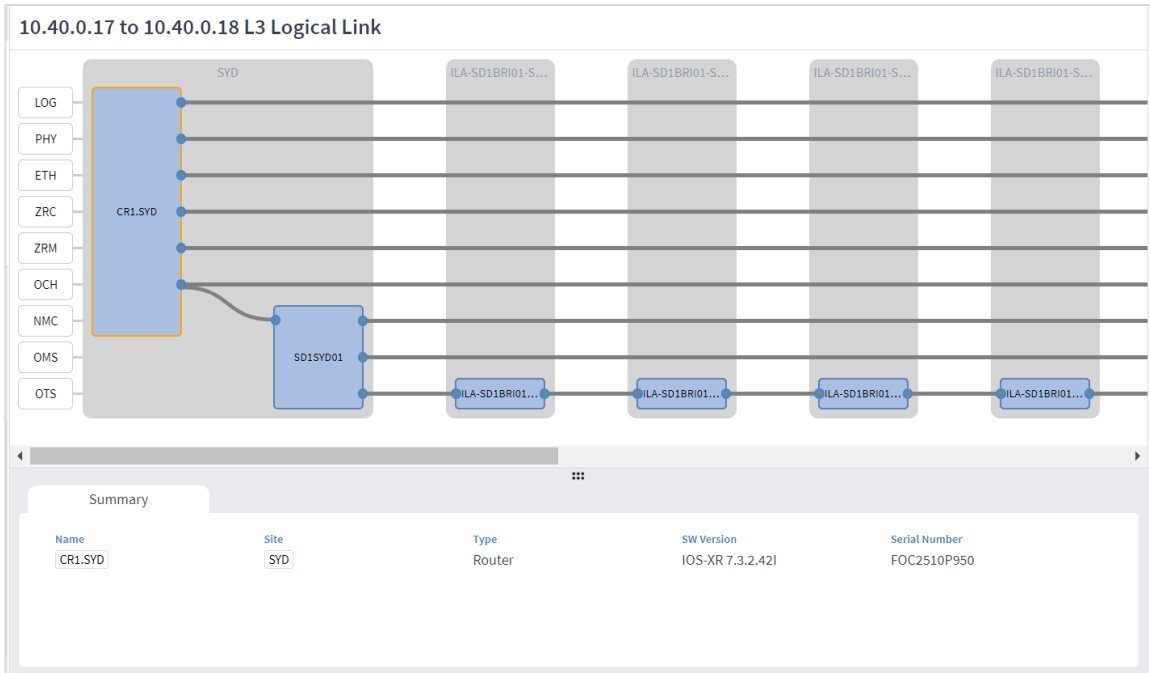 10.40.0.17 to 10.40.0.18 L3 Logical Link
SYD ILA-SD1BRI01-S... ILA-SD1BRI01-S... ILA-SD1BRI01-S... ILA-SD1BRI01-S...
LOG
PHY
ETH
ZRC CR1.SYD
ZRM
OCH
NMC
OMS SD1SYD01
OTS ILA-SD1BRI01... ILA-SD1BRI01... ILA-SD1BRI01... ILA-SD1BRI01...
Summary
Name Site Type SW Version Serial Number
CR1.SYD SYD Router IOS-XR 7.3.2.42I FOC2510P950